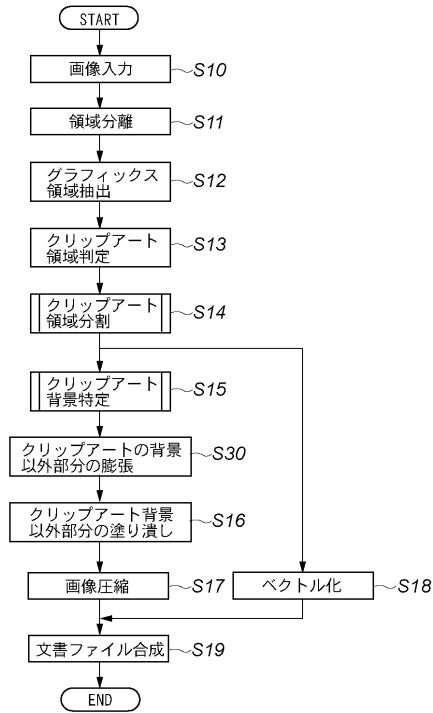 START
画像入力
S10
領域分離
S11
グラフィックス
領域抽出
S12
クリップアート
領域判定
S13
クリップアート
領域分割
S14
クリップアート
背景特定
S15
クリップアートの背景
以外部分の膨張
S30
クリップアート背景
以外部分の塗り潰し
S16
画像圧縮
S17
ベクトル化
S18
文書ファイル合成
S19
END